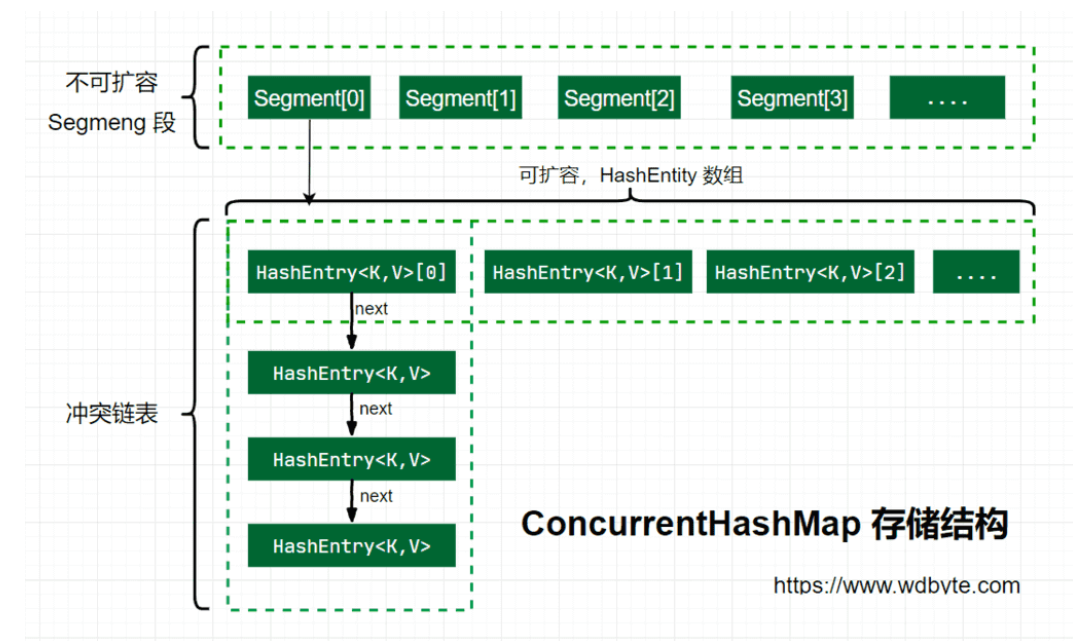 不可扩容
Segmeng 段
Segment[0]
Segment[1]
Segment[2]
Segment[3]
....
可扩容，HashEntity 数组
HashEntry<K,V>[0]
HashEntry<K,V>[1]
HashEntry<K,V>[2]
....
next
HashEntry<K,V>
next
冲突链表
HashEntry<K,V>
next
HashEntry<K,V>
ConcurrentHashMap 存储结构
https://www.wdbyte.com